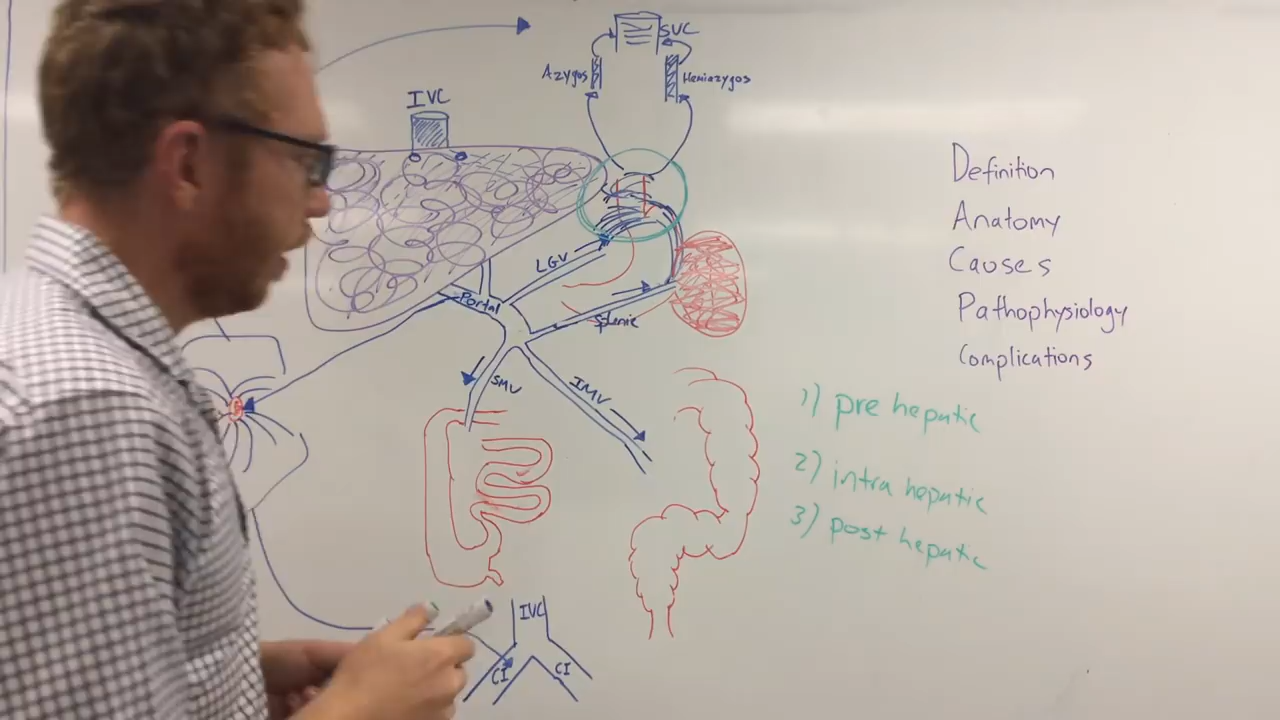 SVC
Azygos
Hemiazygos
IVC
LGV
Portal
Splenic
SMV
IMV
IVC
CI
CI
Definition
Anatomy
Causes
Pathophysiology
Complications
1) pre hepatic
2) intra hepatic
3) post hepatic